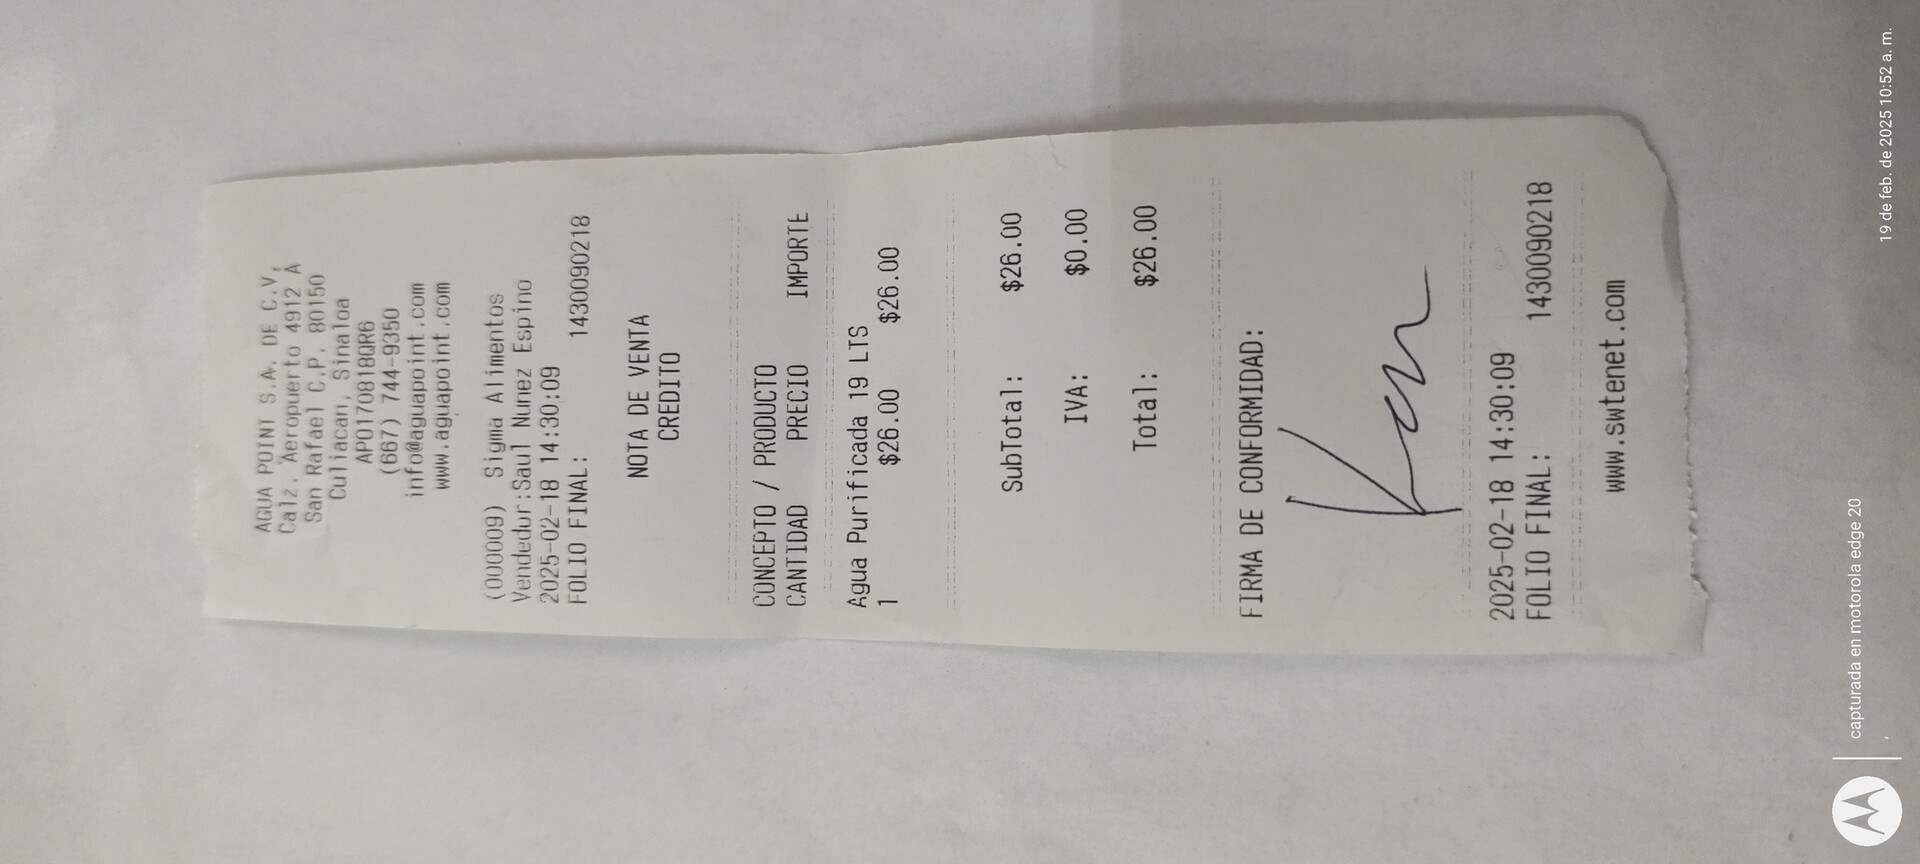 AGUA POINT S.A. DE C.V.
Calz. Aeropuerto 4912 A
San Rafael C.P. 80150
Culiacan, Sinaloa
APO170818QR6
(667) 744-9350
info@aguapoint.com
www.aguapoint.com
(000009) Sigma Alimentos
Vendedor:Saul Nunez Espino
2025-02-18 14:30:09
FOLIO FINAL: 1430090218
NOTA DE VENTA
CREDITO
CONCEPTO / PRODUCTO
CANTIDAD PRECIO IMPORTE
Agua Purificada 19 LTS
1 $26.00 $26.00
SubTotal: $26.00
IVA: $0.00
Total: $26.00
FIRMA DE CONFORMIDAD:
2025-02-18 14:30:09
FOLIO FINAL: 1430090218
www.swtenet.com
capturada en motorola edge 20
19 de feb. de 2025 10:52 a. m.